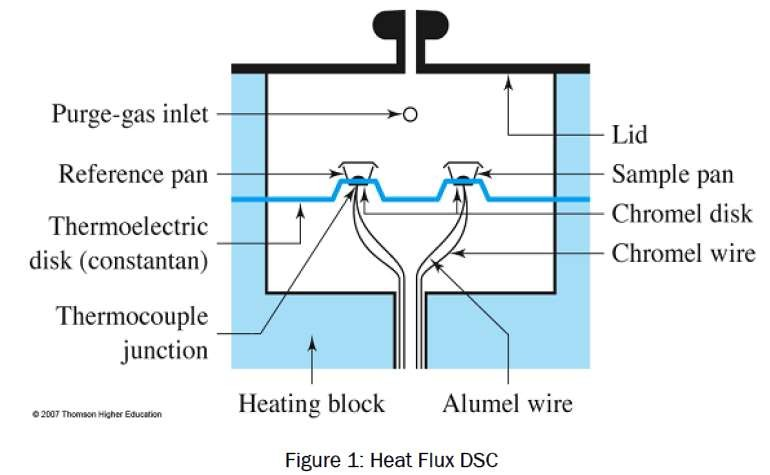 Purge-gas inlet
Lid
Reference pan
Sample pan
Thermoelectric
disk (constantan)
Chromel disk
Chromel wire
Thermocouple
junction
Heating block
Alumel wire
© 2007 Thomson Higher Education
Figure 1: Heat Flux DSC